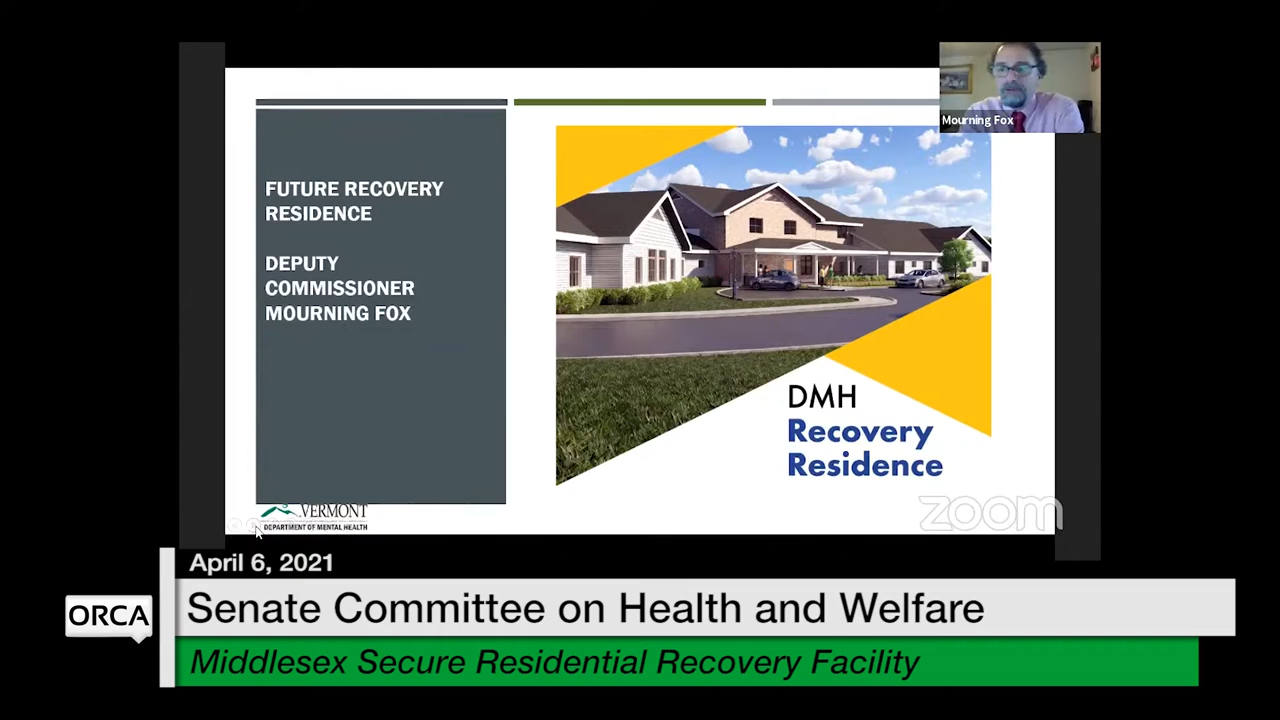 Mourning Fox
FUTURE RECOVERY
RESIDENCE
DEPUTY
COMMISSIONER
MOURNING FOX
DMH
Recovery
Residence
VERMONT
DEPARTMENT OF MENTAL HEALTH
zoom
April 6, 2021
ORCA
Senate Committee on Health and Welfare
Middlesex Secure Residential Recovery Facility